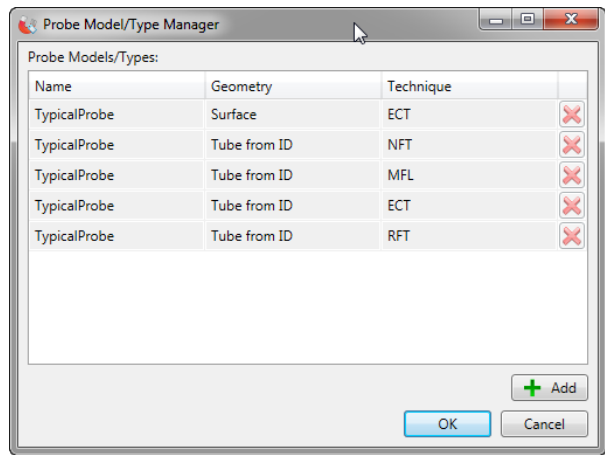 Probe Model/Type Manager
Probe Models/Types:
Name Geometry Technique
TypicalProbe Surface ECT
TypicalProbe Tube from ID NFT
TypicalProbe Tube from ID MFL
TypicalProbe Tube from ID ECT
TypicalProbe Tube from ID RFT
Add
OK Cancel